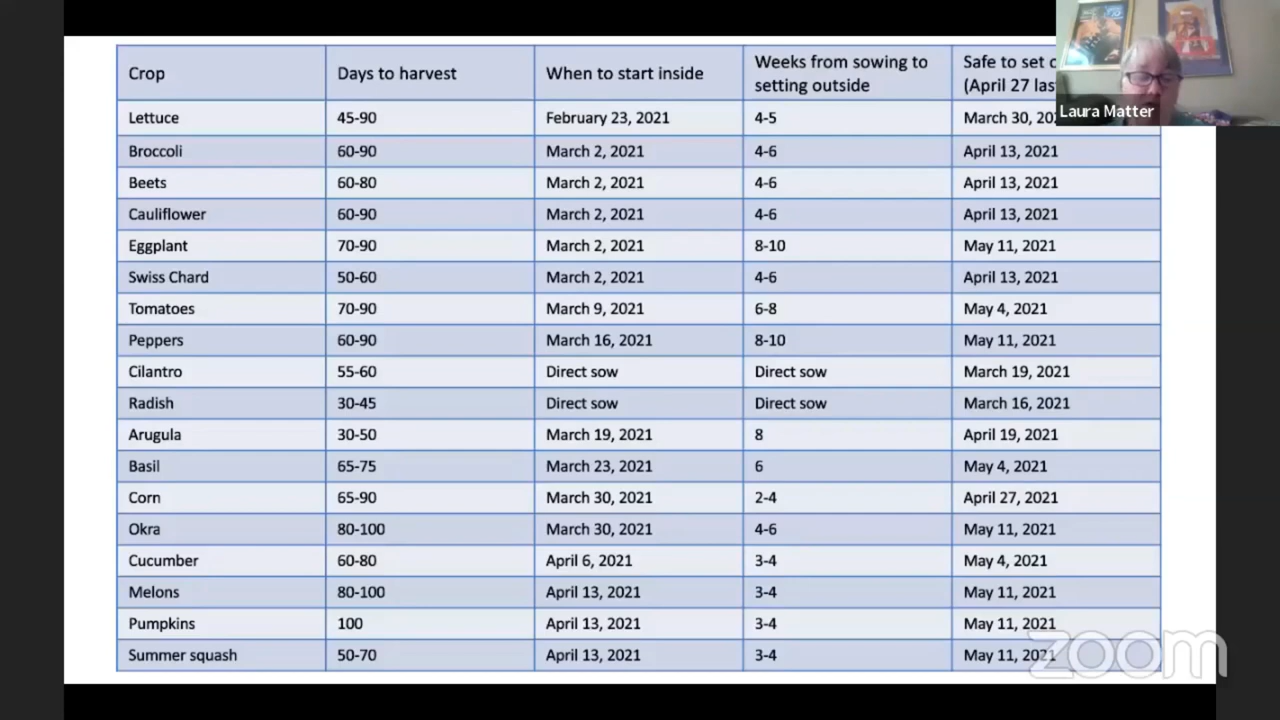 Crop Days to harvest When to start inside Weeks from sowing to setting outside Safe to set (April 27
Lettuce 45-90 February 23, 2021 4-5 March 30,
Broccoli 60-90 March 2, 2021 4-6 April 13, 2021
Beets 60-80 March 2, 2021 4-6 April 13, 2021
Cauliflower 60-90 March 2, 2021 4-6 April 13, 2021
Eggplant 70-90 March 2, 2021 8-10 May 11, 2021
Swiss Chard 50-60 March 2, 2021 4-6 April 13, 2021
Tomatoes 70-90 March 9, 2021 6-8 May 4, 2021
Peppers 60-90 March 16, 2021 8-10 May 11, 2021
Cilantro 55-60 Direct sow Direct sow March 19, 2021
Radish 30-45 Direct sow Direct sow March 16, 2021
Arugula 30-50 March 19, 2021 8 April 19, 2021
Basil 65-75 March 23, 2021 6 May 4, 2021
Corn 65-90 March 30, 2021 2-4 April 27, 2021
Okra 80-100 March 30, 2021 4-6 May 11, 2021
Cucumber 60-80 April 6, 2021 3-4 May 4, 2021
Melons 80-100 April 13, 2021 3-4 May 11, 2021
Pumpkins 100 April 13, 2021 3-4 May 11, 2021
Summer squash 50-70 April 13, 2021 3-4 May 11, 2021
Laura Matter
zoom